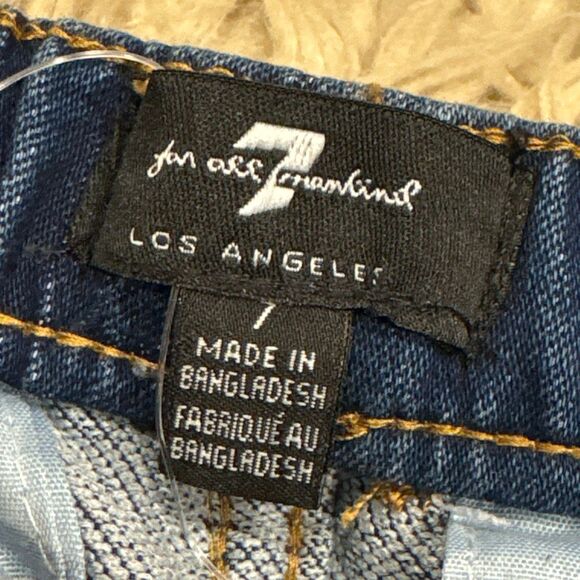 7
for all mankind
LOS ANGELES
7
MADE IN
BANGLADESH
FABRIQUÉ AU
BANGLADESH